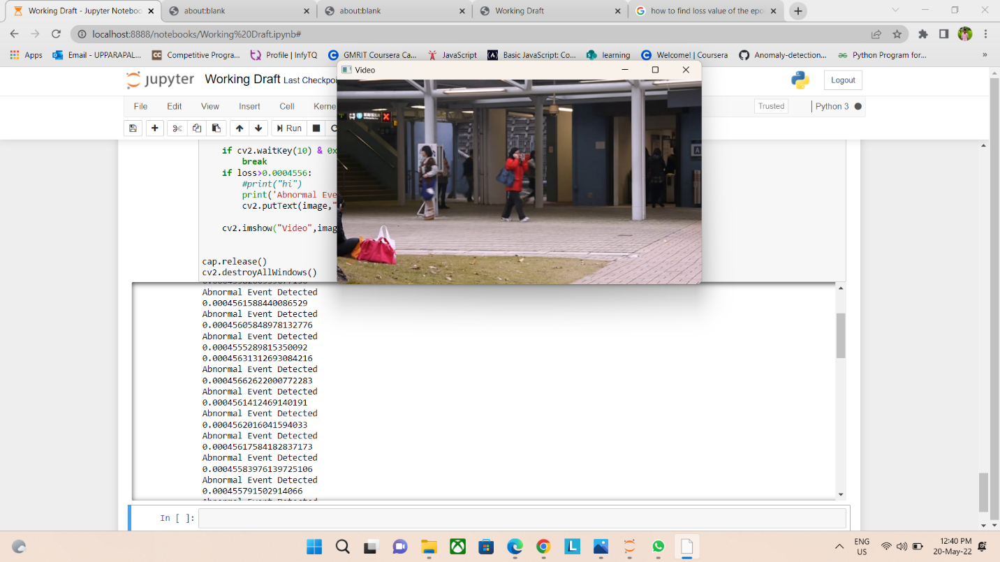 Working Draft - Jupyter Noteboo
about:blank
about:blank
Working Draft
how to find loss value of the epo
localhost:8888/notebooks/Working%20Draft.ipynb#
Apps
Email - UPPARAPAL...
Competitive Progra...
Profile | InfyTQ
GMRIT Coursera Ca...
JavaScript
Basic JavaScript: Co...
learning
Welcome! | Coursera
Anomaly-detection...
Python Program for...
»
Video
jupyter
Working Draft Last Checkpoi
Logout
File
Edit
View
Insert
Cell
Kerne
Trusted
Python 3
Run
if cv2.waitKey(10) & 0x
break
if loss>0.0004556:
#print("hi")
print('Abnormal Eve
cv2.putText(image,"
cv2.imshow("Video",imag
cap.release()
cv2.destroyAllWindows()
Abnormal Event Detected
0.0004561588440086529
Abnormal Event Detected
0.00045605848978132776
Abnormal Event Detected
0.0004555289815350092
0.00045631312693084216
Abnormal Event Detected
0.00045662622000772283
Abnormal Event Detected
0.0004561412469140191
Abnormal Event Detected
0.0004562016041594033
Abnormal Event Detected
0.00045617584182837173
Abnormal Event Detected
0.00045583976139725106
Abnormal Event Detected
0.000455791502914066
Abnormal Event Detected
In [ ]:
ENG
US
12:40 PM
20-May-22